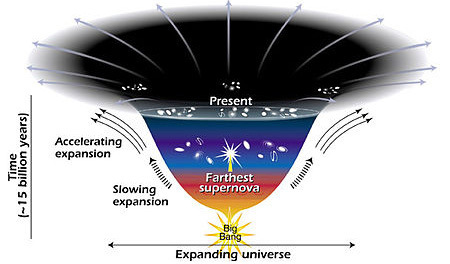 Present
Accelerating
expansion
Farthest
supernova
Slowing
expansion
Time
(~15 billion years)
Big
Bang
Expanding universe